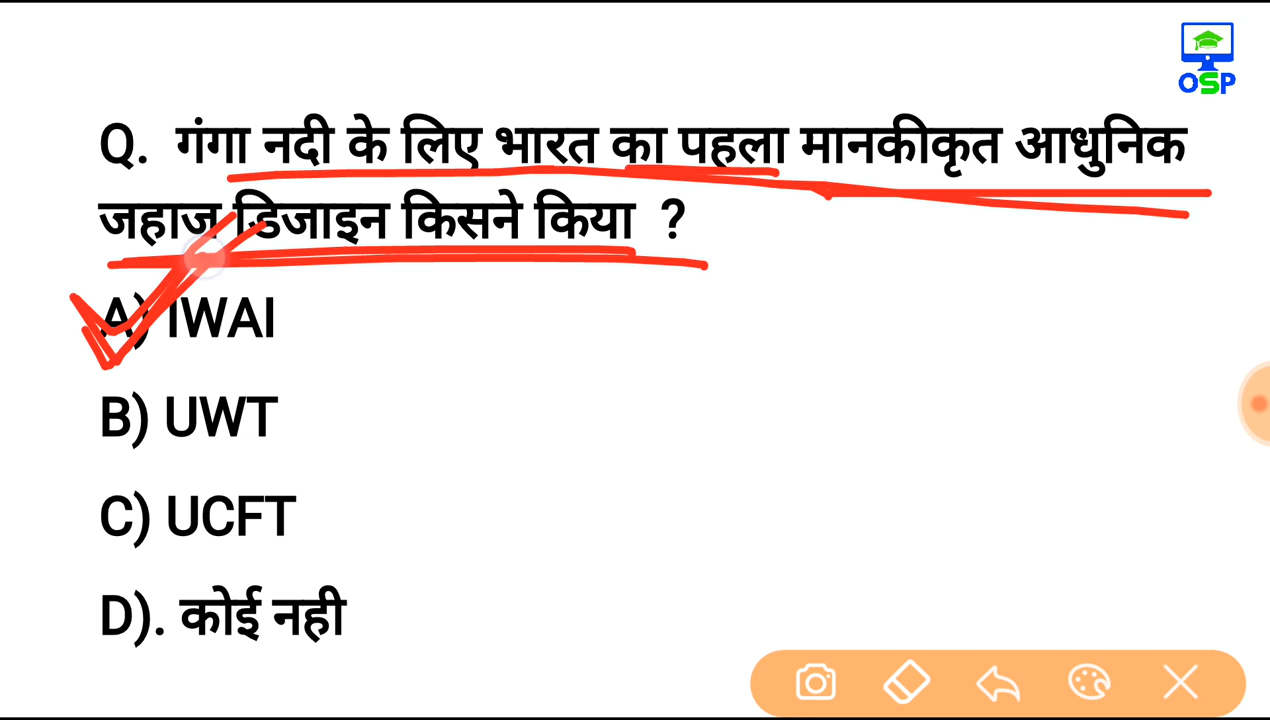 OSP
Q. गंगा नदी के लिए भारत का पहला मानकीकृत आधुनिक
जहाज डिजाइन किसने किया ?
A) IWAI
B) UWT
C) UCFT
D). कोई नही